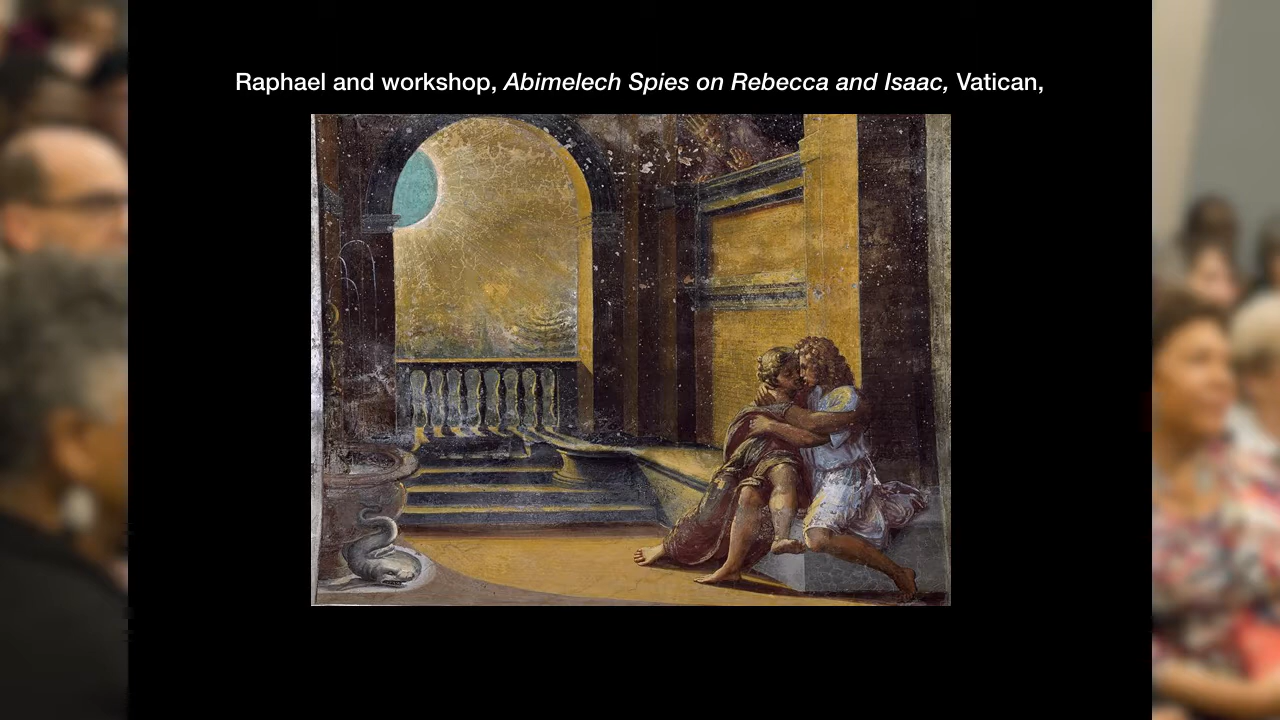 Raphael and workshop, Abimelech Spies on Rebecca and Isaac, Vatican,